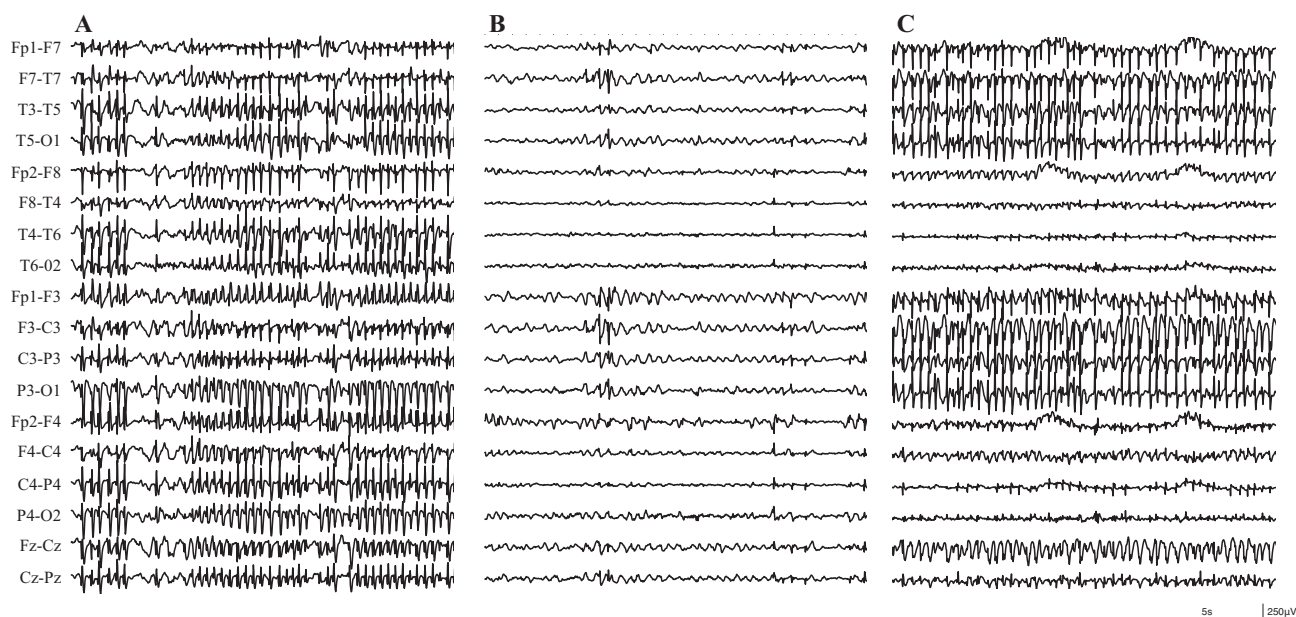 A B C
Fp1-F7
F7-T7
T3-T5
T5-O1
Fp2-F8
F8-T4
T4-T6
T6-02
Fp1-F3
F3-C3
C3-P3
P3-O1
Fp2-F4
F4-C4
C4-P4
P4-O2
Fz-Cz
Cz-Pz
5s 250μV